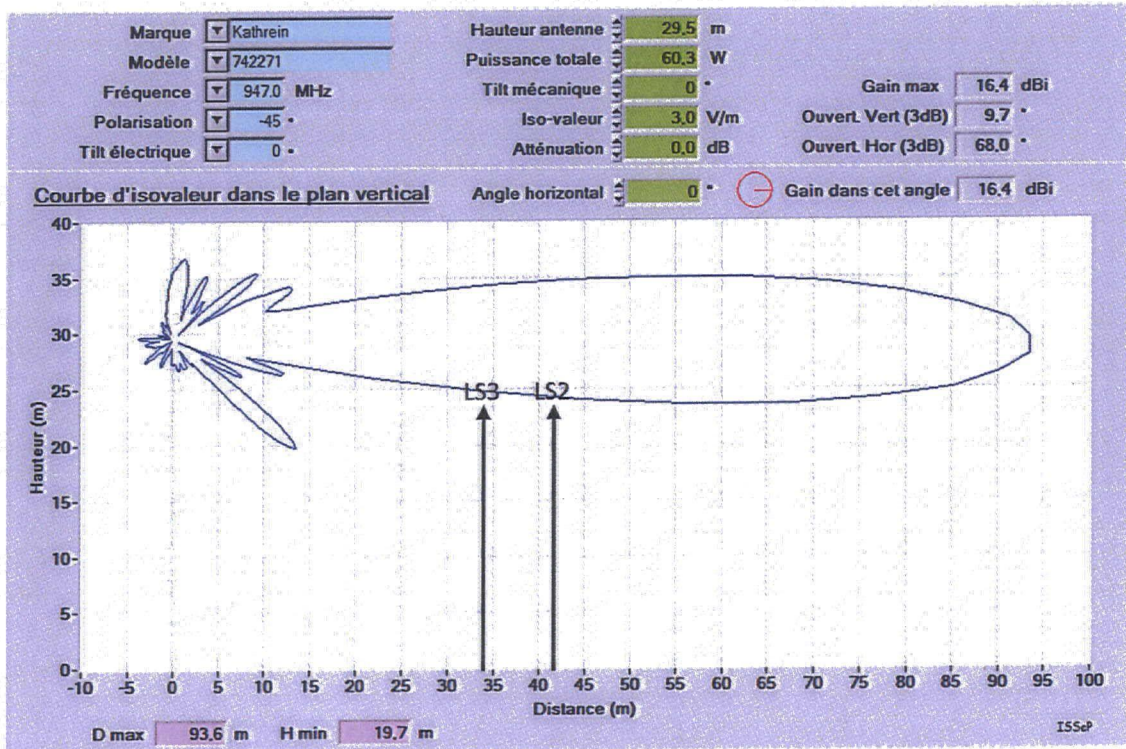 Marque Kathrein
Modèle 742271
Fréquence 947.0 MHz
Polarisation -45 °
Tilt électrique 0 °
Hauteur antenne 29,5 m
Puissance totale 60,3 W
Tilt mécanique 0 °
Iso-valeur 3,0 V/m
Atténuation 0,0 dB
Gain max 16,4 dBi
Ouvert. Vert (3dB) 9.7 °
Ouvert. Hor (3dB) 68,0 °
Courbe d'isovaleur dans le plan vertical
Angle horizontal 0 °
Gain dans cet angle 16,4 dBi
Hauteur (m)
40
35
30
25
20
15
10
5
0
LS3 LS2
-10 -5 0 5 10 15 20 25 30 35 40 45 50 55 60 65 70 75 80 85 90 95 100
Distance (m)
D max 93,6 m H min 19,7 m
ISSeP